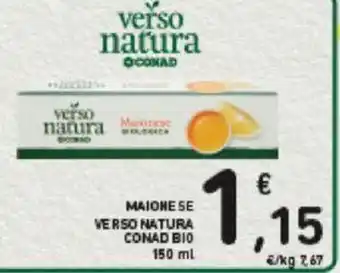 verso
natura
CONAD
verso
natura
CONAD
Maionese
BIOLOGICA
MAIONESE
VERSO NATURA
CONAD BIO
150 ml
1,15 €
€/kg 7,67